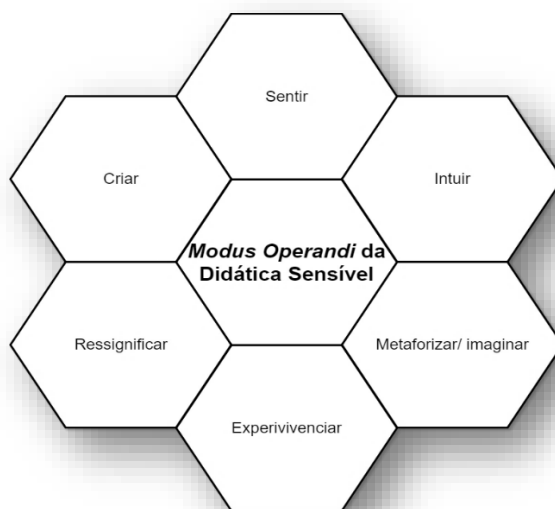 Sentir
Criar
Intuir
Modus Operandi da
Didática Sensível
Ressignificar
Metaforizar/ imaginar
Experivivenciar